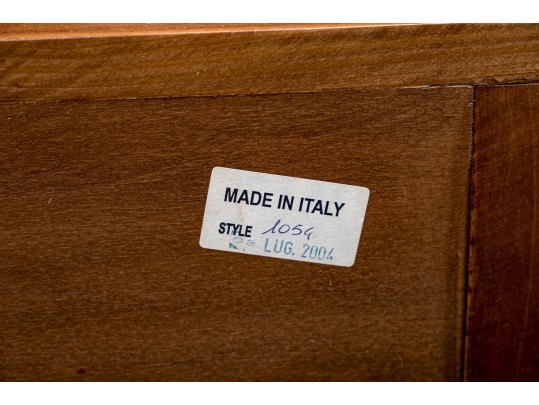 MADE IN ITALY
STYLE 1054
LUG. 2004